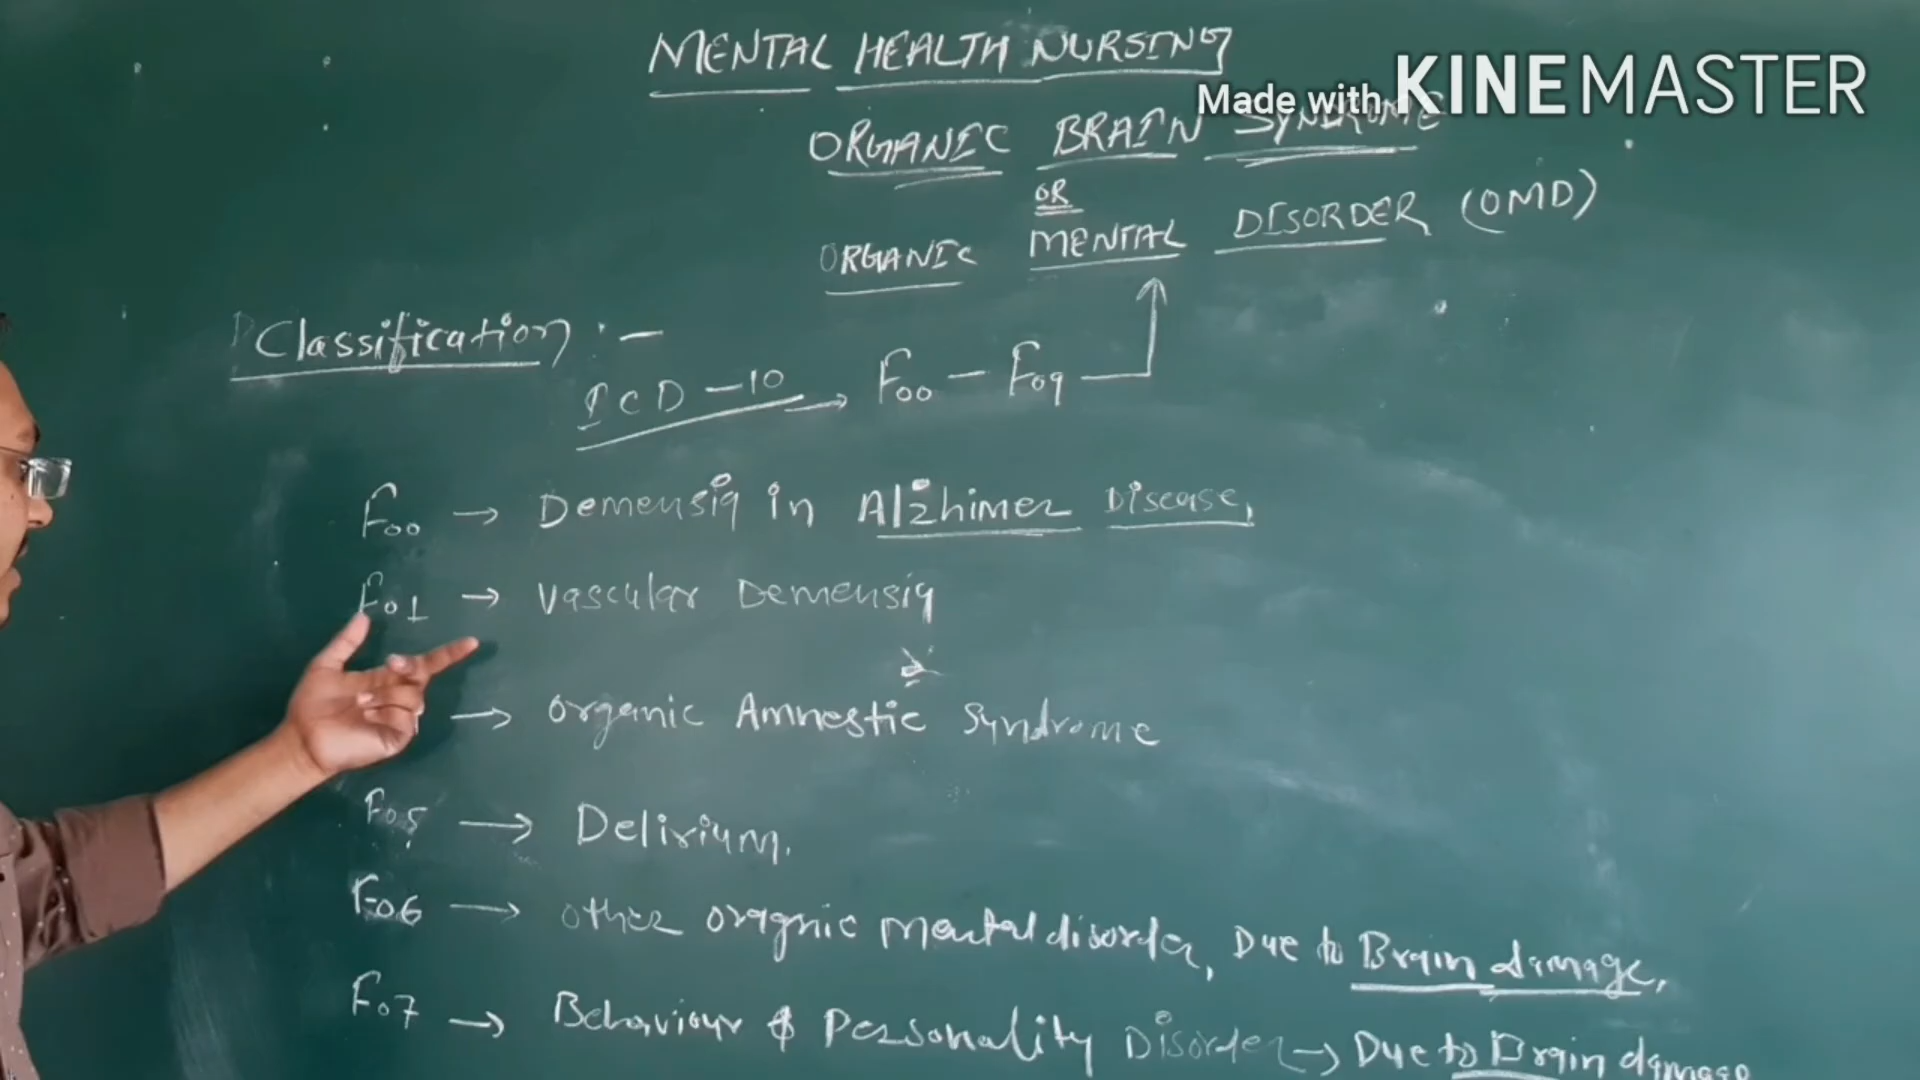 MENTAL HEALTH NURSING
Made with KINEMASTER
ORGANIC BRAIN SYNDROME
OR
ORGANIC MENTAL DISORDER (OMD)
Classification :-
ICD-10 → F00 - F09
F00 → Demensia in Alzhimer Disease,
F01 → Vascular Demensia
→ Organic Amnestic Syndrome
F05 → Delirium.
F06 → other oragnic mental disorder, Due to Brain damage,
F07 → Behaviour & Personality Disorder → Due to Brain damage